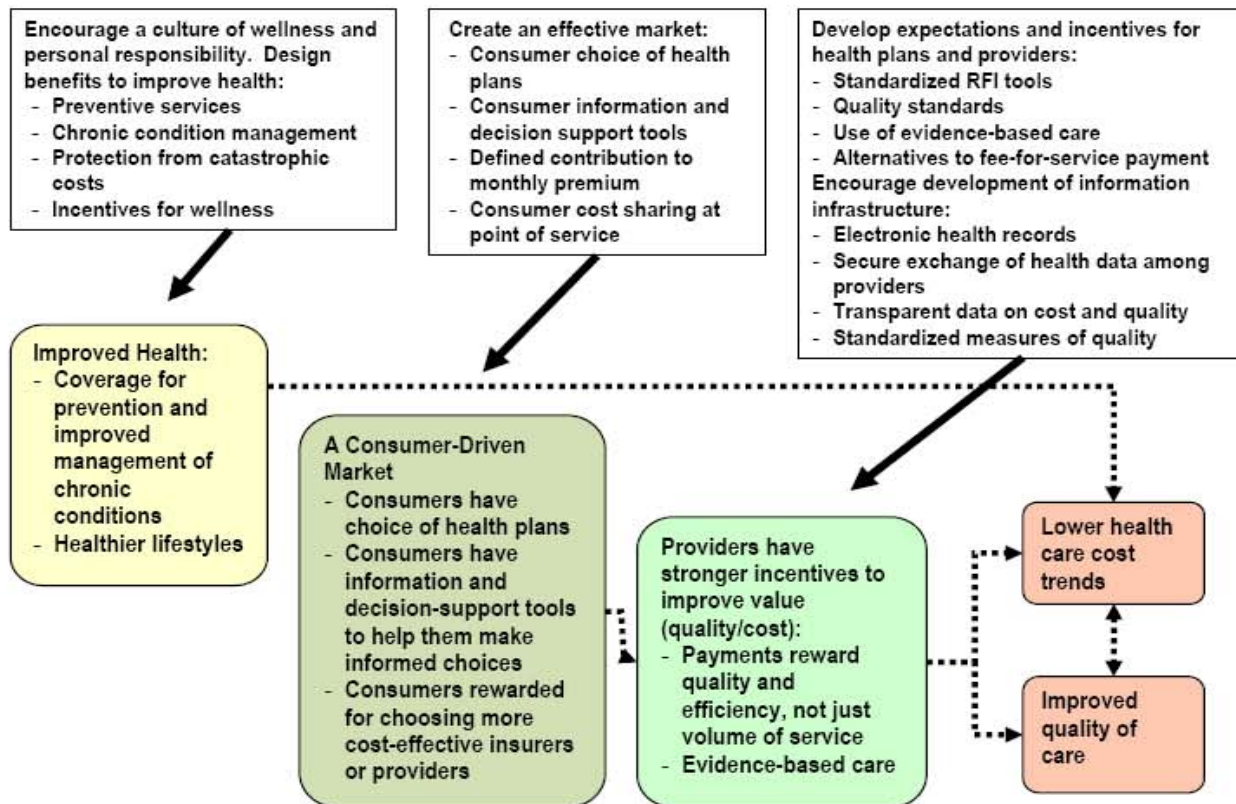 Encourage a culture of wellness and
personal responsibility.  Design
benefits to improve health:
- Preventive services
- Chronic condition management
- Protection from catastrophic
costs
- Incentives for wellness
Create an effective market:
- Consumer choice of health
plans
- Consumer information and
decision support tools
- Defined contribution to
monthly premium
- Consumer cost sharing at
point of service
Develop expectations and incentives for
health plans and providers:
- Standardized RFI tools
- Quality standards
- Use of evidence-based care
- Alternatives to fee-for-service payment
Encourage development of information
infrastructure:
- Electronic health records
- Secure exchange of health data among
providers
- Transparent data on cost and quality
- Standardized measures of quality
Improved Health:
- Coverage for
prevention and
improved
management of
chronic
conditions
- Healthier lifestyles
A Consumer-Driven
Market
- Consumers have
choice of health plans
- Consumers have
information and
decision-support tools
to help them make
informed choices
- Consumers rewarded
for choosing more
cost-effective insurers
or providers
Providers have
stronger incentives to
improve value
(quality/cost):
- Payments reward
quality and
efficiency, not just
volume of service
- Evidence-based care
Lower health
care cost
trends
Improved
quality of
care